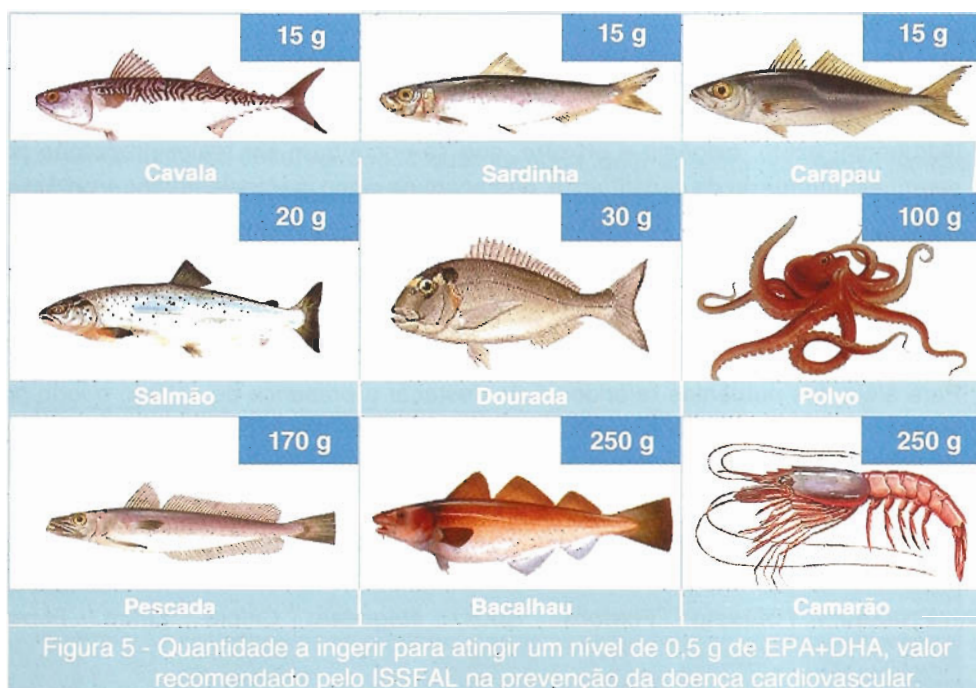 15 g
15 g
15 g
Cavala
Sardinha
Carapau
20 g
30 g
100 g
Salmão
Dourada
Polvo
170 g
250 g
250 g
Pescada
Bacalhau
Camarão
Figura 5 - Quantidade a ingerir para atingir um nível de 0,5 g de EPA+DHA, valor
recomendado pelo ISSFAL na prevenção da doença cardiovascular.